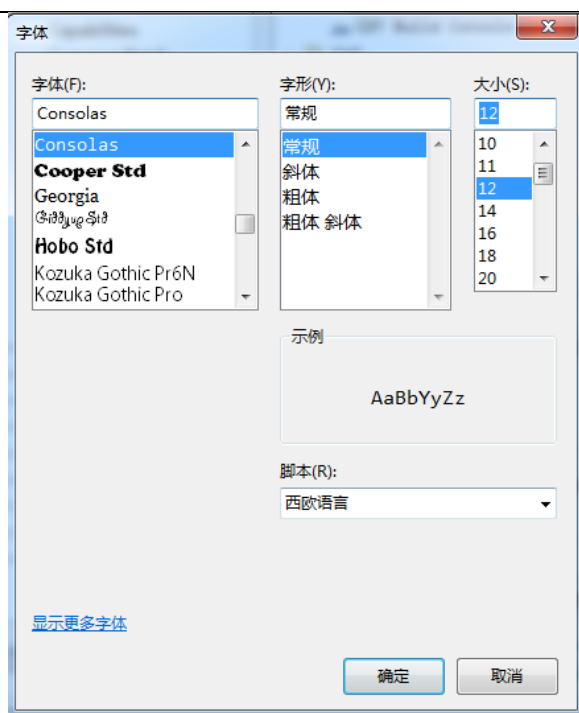 字体
字体(F):
Consolas
Consolas
Cooper Std
Georgia
Giddyup Std
Hobo Std
Kozuka Gothic Pr6N
Kozuka Gothic Pro
字形(Y):
常规
常规
斜体
粗体
粗体 斜体
大小(S):
12
10
11
12
14
16
18
20
示例
AaBbYyZz
脚本(R):
西欧语言
显示更多字体
确定
取消